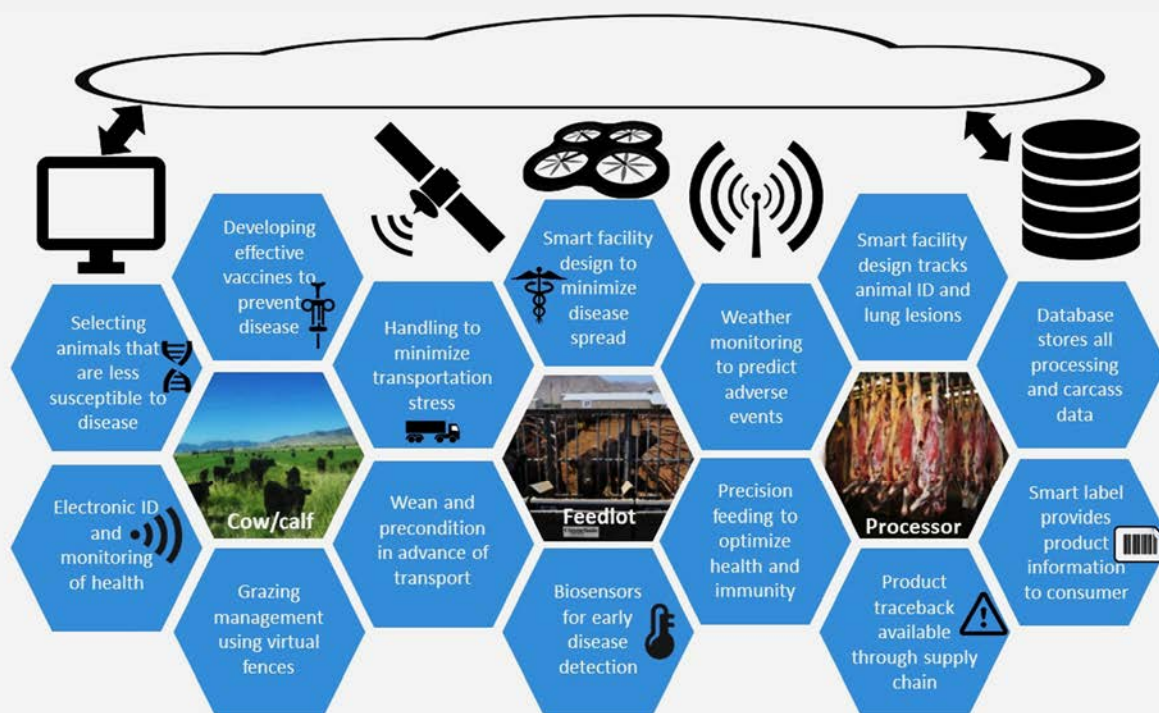 Developing
effective
vaccines to
prevent
disease
Smart facility
design to
minimize
disease
spread
Smart facility
design tracks
animal ID and
lung lesions
Selecting
animals that
are less
susceptible to
disease
Handling to
minimize
transportation
stress
Weather
monitoring
to predict
adverse
events
Database
stores all
processing
and carcass
data
Cow/calf
Feedlot
Processor
Electronic ID
and
monitoring
of health
Wean and
precondition
in advance of
transport
Precision
feeding to
optimize
health and
immunity
Smart label
provides
product
information
to consumer
Grazing
management
using virtual
fences
Biosensors
for early
disease
detection
Product
traceback
available
through supply
chain